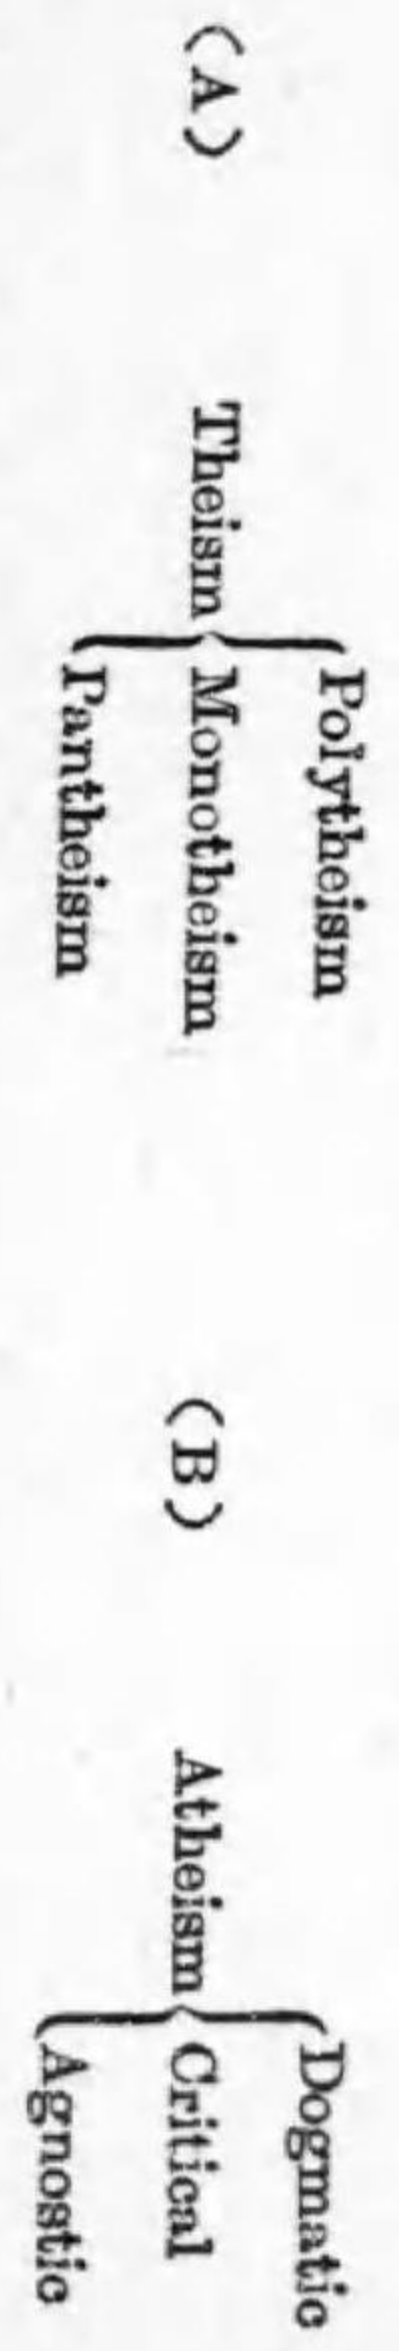 (A)
Theism
Polytheism
Monotheism
Pantheism
(B)
Atheism
Dogmatic
Critical
Agnostic